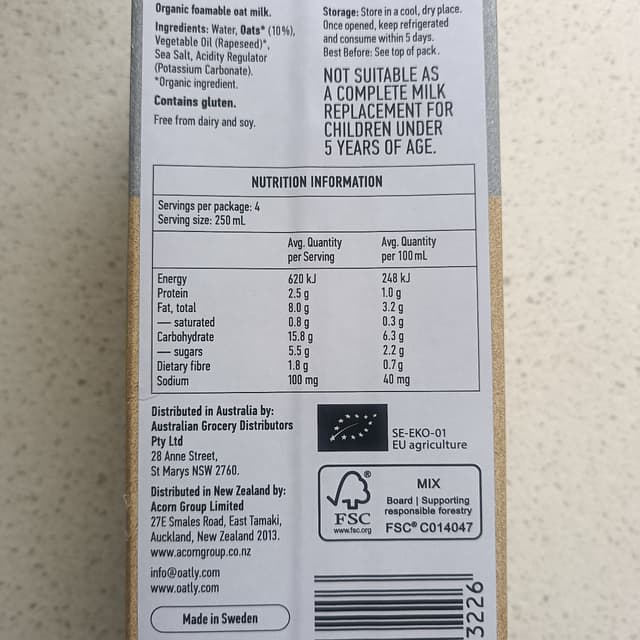 Organic foamable oat milk.
Ingredients: Water, Oats* (10%),
Vegetable Oil (Rapeseed)*,
Sea Salt, Acidity Regulator
(Potassium Carbonate).
*Organic ingredient.
Contains gluten.
Free from dairy and soy.
Storage: Store in a cool, dry place.
Once opened, keep refrigerated
and consume within 5 days.
Best Before: See top of pack.
NOT SUITABLE AS
A COMPLETE MILK
REPLACEMENT FOR
CHILDREN UNDER
5 YEARS OF AGE.
NUTRITION INFORMATION
Servings per package: 4
Serving size: 250 mL
Avg. Quantity per Serving Avg. Quantity per 100 mL
Energy 620 kJ 248 kJ
Protein 2.5 g 1.0 g
Fat, total 8.0 g 3.2 g
— saturated 0.8 g 0.3 g
Carbohydrate 15.8 g 6.3 g
— sugars 5.5 g 2.2 g
Dietary fibre 1.8 g 0.7 g
Sodium 100 mg 40 mg
Distributed in Australia by:
Australian Grocery Distributors
Pty Ltd
28 Anne Street,
St Marys NSW 2760.
Distributed in New Zealand by:
Acorn Group Limited
27E Smales Road, East Tamaki,
Auckland, New Zealand 2013.
www.acorngroup.co.nz
info@oatly.com
www.oatly.com
Made in Sweden
SE-EKO-01
EU agriculture
FSC
www.fsc.org
MIX
Board | Supporting
responsible forestry
FSC® C014047
3226